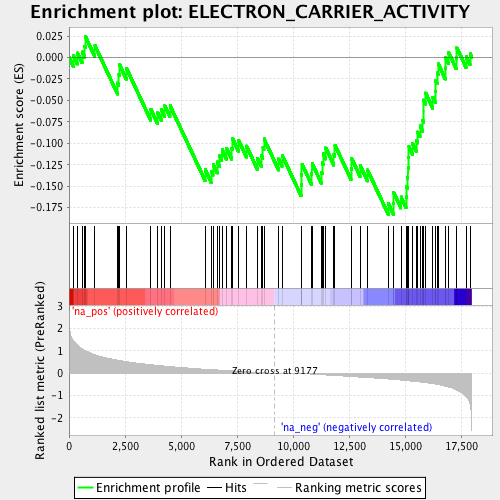 Enrichment plot: ELECTRON_CARRIER_ACTIVITY
Enrichment score (ES)
0.025
0.000
-0.025
-0.050
-0.075
-0.100
-0.125
-0.150
-0.175
'na_pos' (positively correlated)
Ranked list metric (PreRanked)
3
2
1
0
-1
-2
Zero cross at 9177
'na_neg' (negatively correlated)
0
2,500
5,000
7,500
10,000
12,500
15,000
17,500
Rank in Ordered Dataset
Enrichment profile
Hits
Ranking metric scores